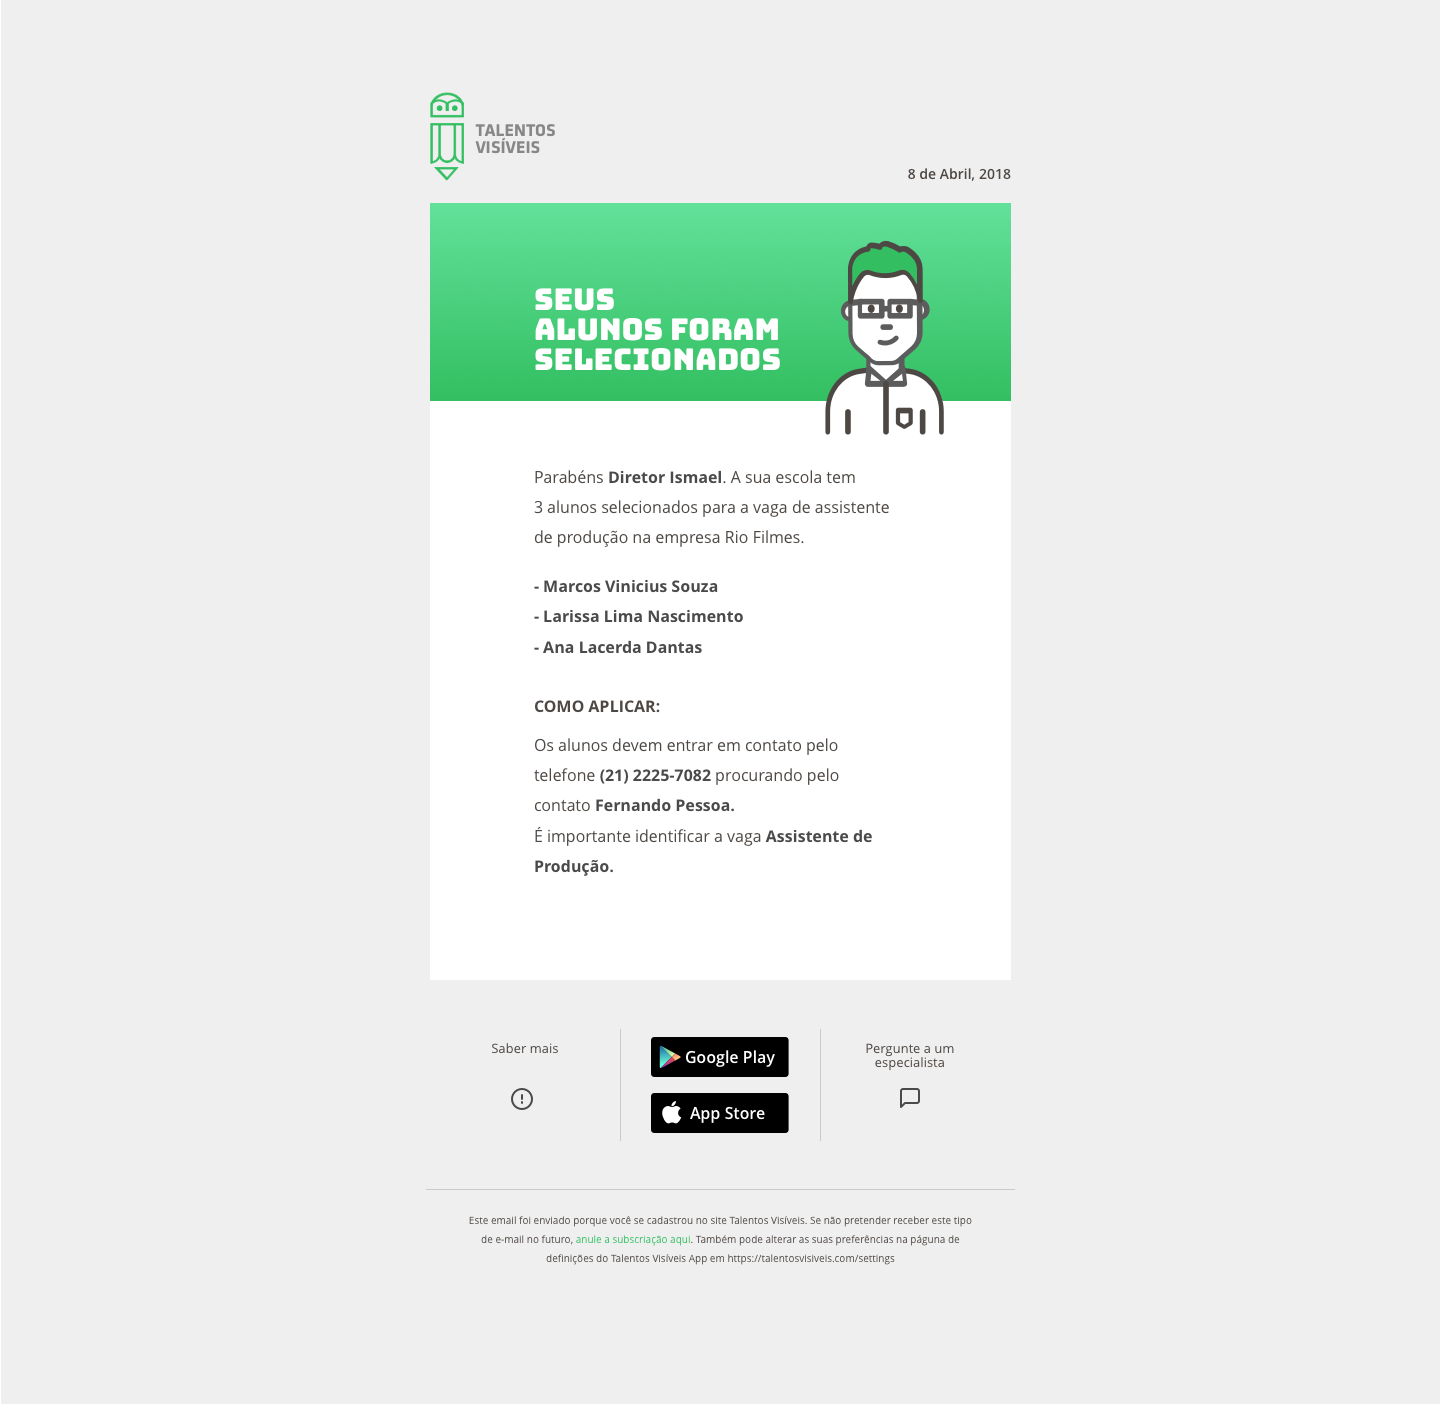 TALENTOS
VISÍVEIS
8 de Abril, 2018
SEUS
ALUNOS FORAM
SELECIONADOS
Parabéns Diretor Ismael. A sua escola tem
3 alunos selecionados para a vaga de assistente
de produção na empresa Rio Filmes.
- Marcos Vinicius Souza
- Larissa Lima Nascimento
- Ana Lacerda Dantas
COMO APLICAR:
Os alunos devem entrar em contato pelo
telefone (21) 2225-7082 procurando pelo
contato Fernando Pessoa.
É importante identificar a vaga Assistente de
Produção.
Saber mais
Google Play
App Store
Pergunte a um
especialista
Este email foi enviado porque você se cadastrou no site Talentos Visíveis. Se não pretender receber este tipo
de e-mail no futuro, anule a subscriação aqui. Também pode alterar as suas preferências na página de
definições do Talentos Visíveis App em https://talentosvisiveis.com/settings